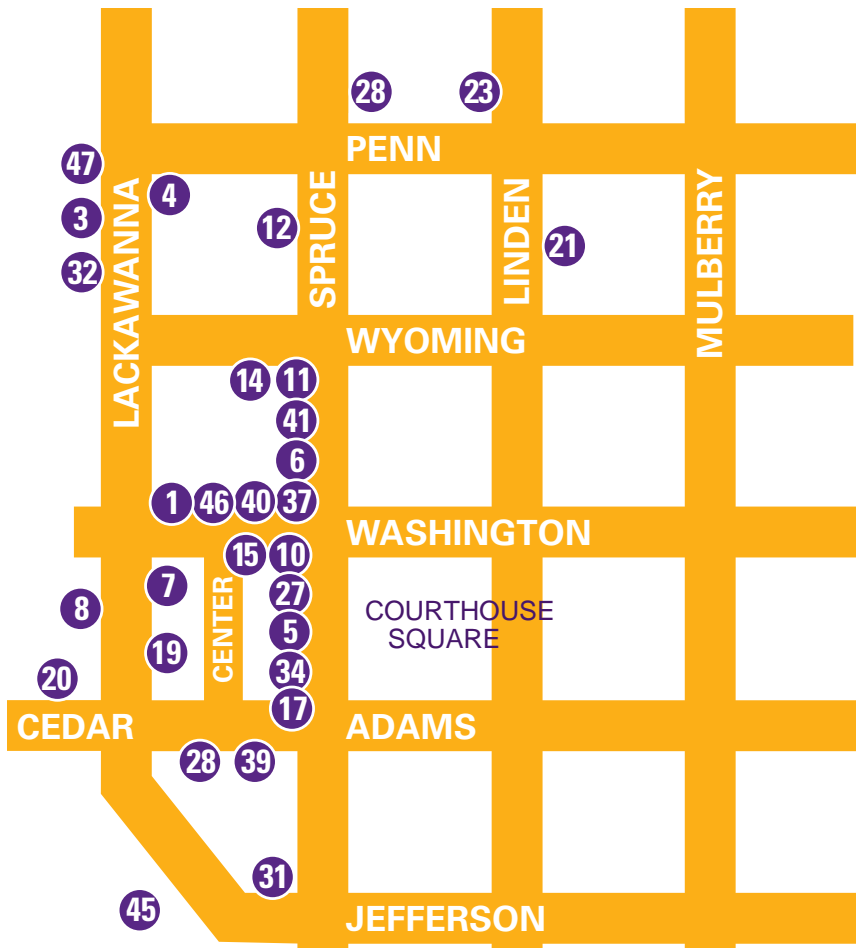 28
23
PENN
47
4
3
12
21
32
LACKAWANNA
SPRUCE
LINDEN
MULBERRY
WYOMING
14
11
41
6
1
46
40
37
WASHINGTON
15
10
7
27
8
CENTER
COURTHOUSE
SQUARE
5
19
34
20
17
CEDAR
ADAMS
28
39
31
45
JEFFERSON